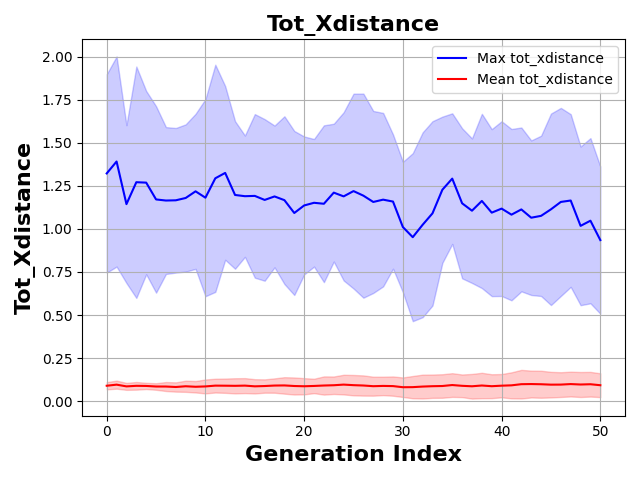 Tot_Xdistance
Max tot_xdistance
Mean tot_xdistance
Tot_Xdistance
2.00
1.75
1.50
1.25
1.00
0.75
0.50
0.25
0.00
0 10 20 30 40 50
Generation Index